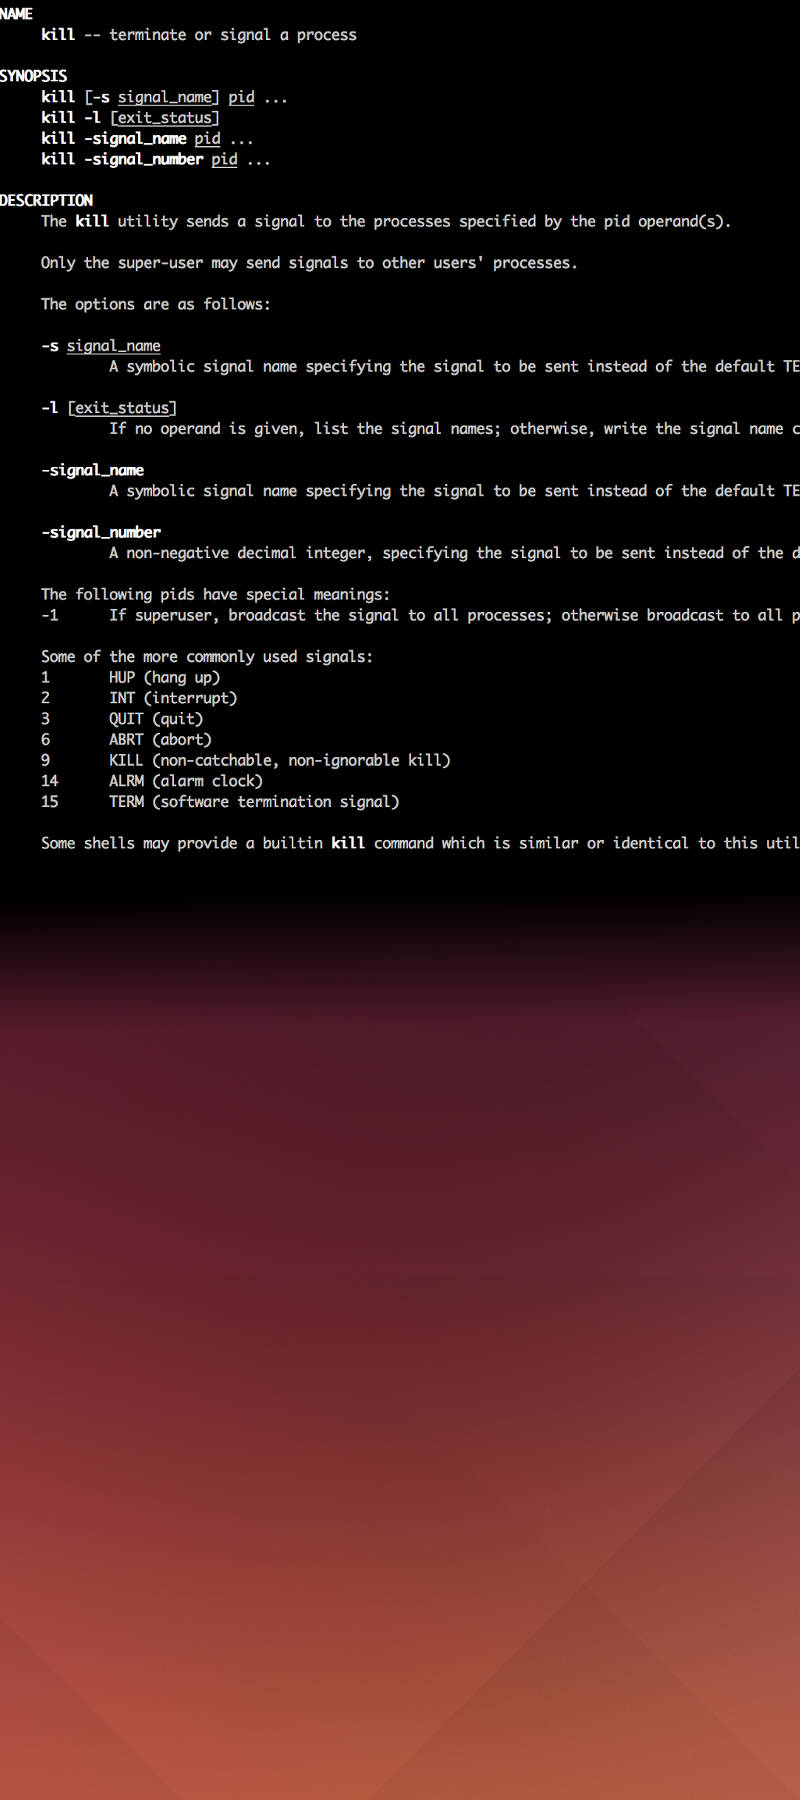 NAME
kill -- terminate or signal a process
SYNOPSIS
kill [-s signal_name] pid ...
kill -l [exit_status]
kill -signal_name pid ...
kill -signal_number pid ...
DESCRIPTION
The kill utility sends a signal to the processes specified by the pid operand(s).
Only the super-user may send signals to other users' processes.
The options are as follows:
-s signal_name
A symbolic signal name specifying the signal to be sent instead of the default TE
-l [exit_status]
If no operand is given, list the signal names; otherwise, write the signal name c
-signal_name
A symbolic signal name specifying the signal to be sent instead of the default TE
-signal_number
A non-negative decimal integer, specifying the signal to be sent instead of the d
The following pids have special meanings:
-1 If superuser, broadcast the signal to all processes; otherwise broadcast to all p
Some of the more commonly used signals:
1 HUP (hang up)
2 INT (interrupt)
3 QUIT (quit)
6 ABRT (abort)
9 KILL (non-catchable, non-ignorable kill)
14 ALRM (alarm clock)
15 TERM (software termination signal)
Some shells may provide a builtin kill command which is similar or identical to this util